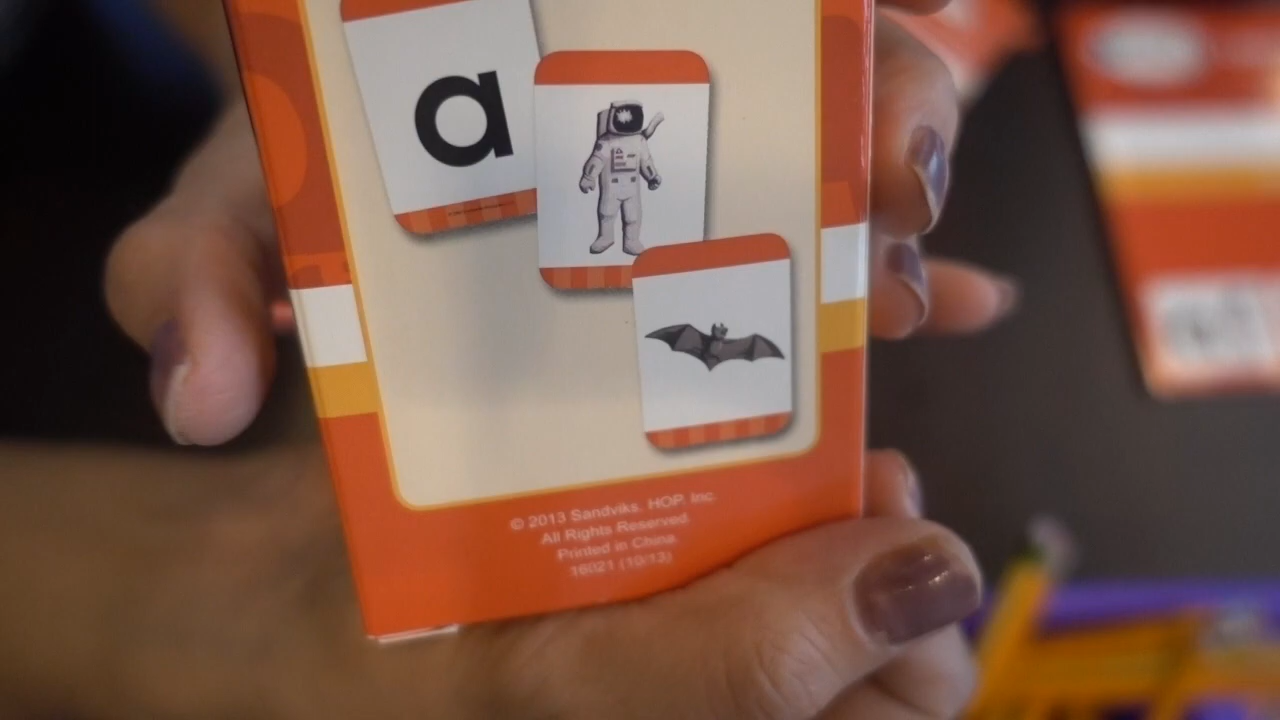 a
© 2013 Sandviks, HOP, Inc.
All Rights Reserved.
Printed in China.
16021 (10/13)